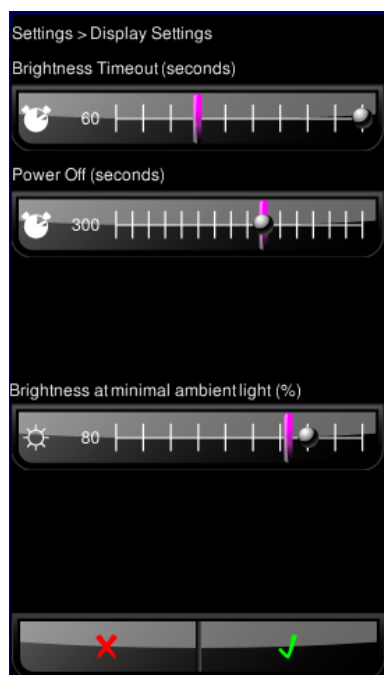 Settings > Display Settings
Brightness Timeout (seconds)
60
Power Off (seconds)
300
Brightness at minimal ambient light (%)
80